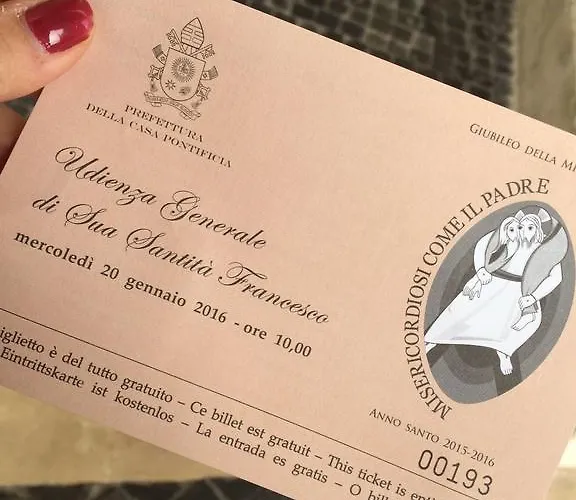 PREFETTURA
DELLA CASA PONTIFICIA
GIUBILEO DELLA
Udienza Generale
di Sua Santità Francesco
mercoledì 20 gennaio 2016 - ore 10,00
MISERICORDIOSI COME IL PADRE
ANNO SANTO 2015-2016
00193
è del tutto gratuito – Ce billet est gratuit – This ticket is
Eintrittskarte ist kostenlos – La entrada es gratis – O